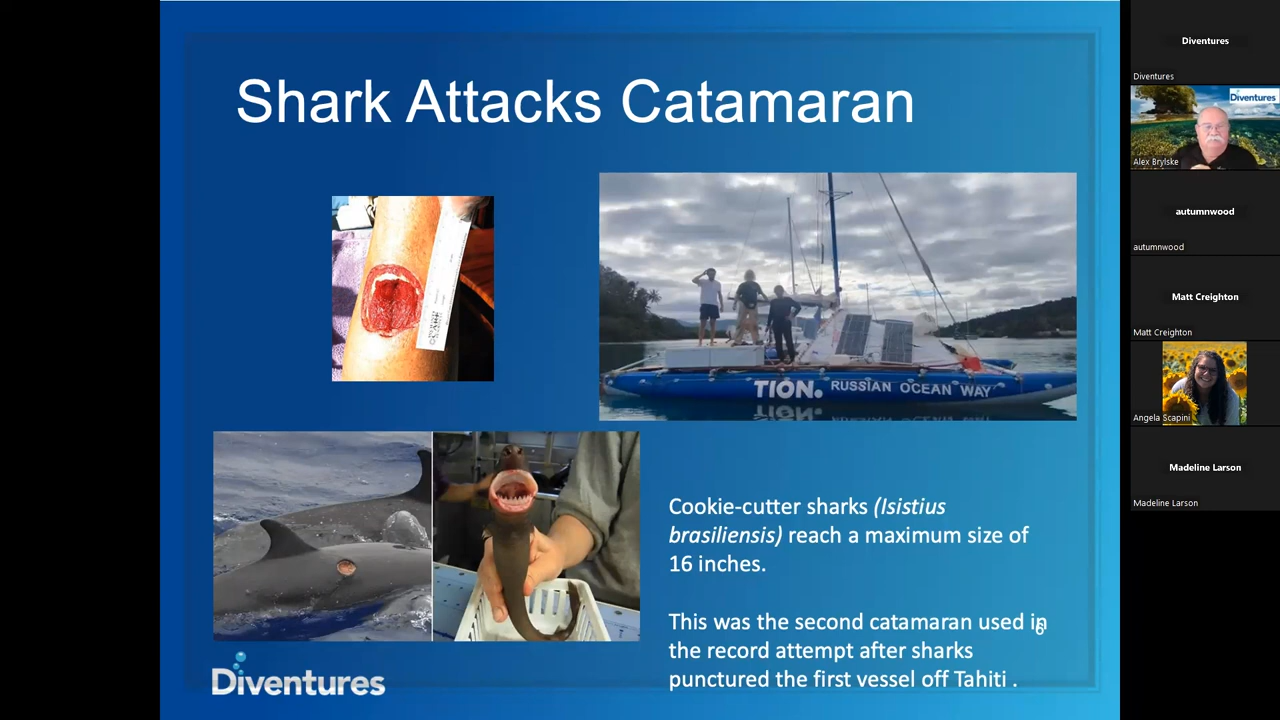 Shark Attacks Catamaran
TION. RUSSIAN OCEAN WAY
Cookie-cutter sharks (Isistius
brasiliensis) reach a maximum size of
16 inches.
This was the second catamaran used in
the record attempt after sharks
punctured the first vessel off Tahiti .
6
Diventures
Diventures
Diventures
Diventures
Alex Brylske
autumnwood
autumnwood
Matt Creighton
Matt Creighton
Angela Scapini
Madeline Larson
Madeline Larson